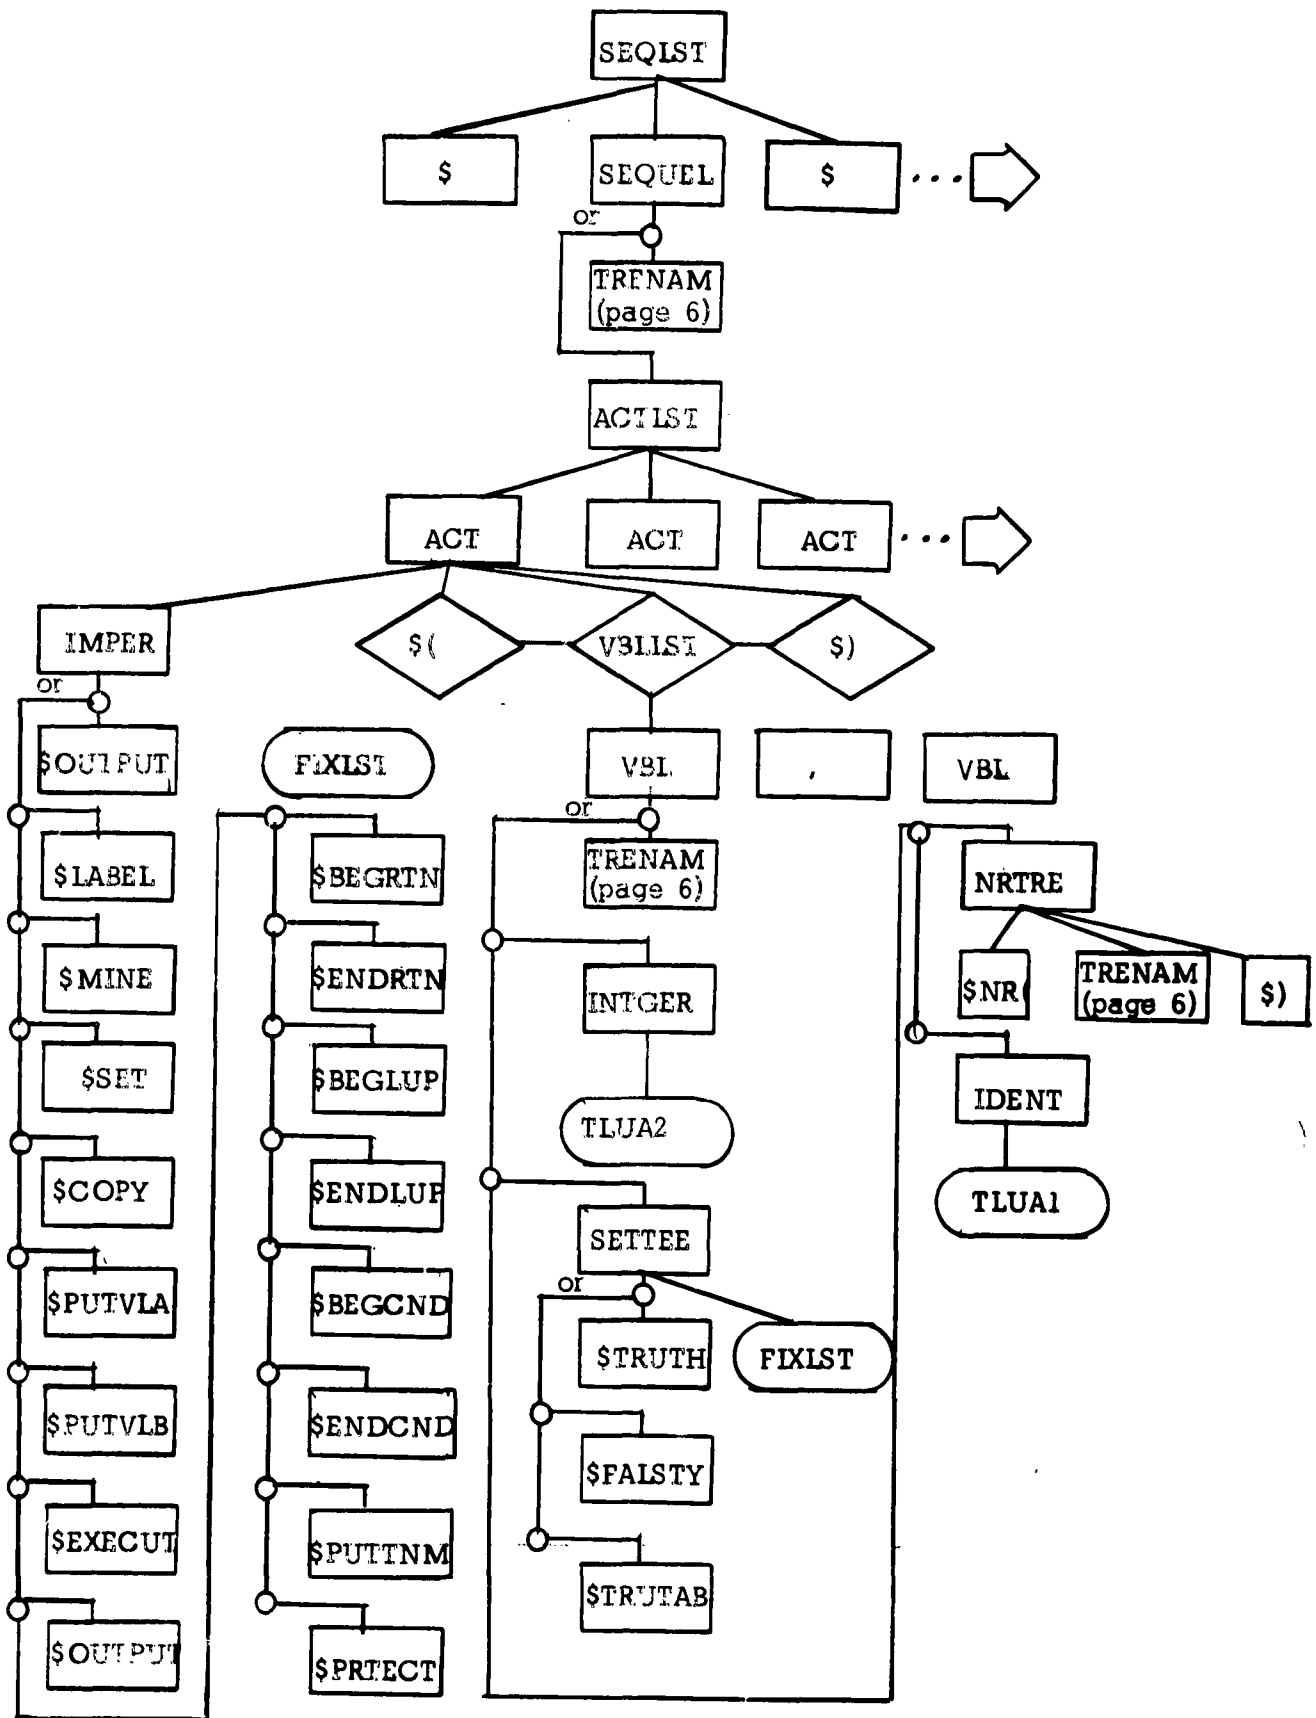 SEQLST
$ SEQUEL $ ...
or
TRENAM
(page 6)
ACTLST
ACT ACT ACT ...
IMPER $( VBLLST $)
or
$OUTPUT
$LABEL
$MINE
$SET
$COPY
$PUTVLA
$PUTVLB
$EXECUT
$OUTPUT
FIXLST
$BEGRTN
$ENDRTN
$BEGLUP
$ENDLUP
$BEGCND
$ENDCND
$PUTTNM
$PRTECT
VBL , VBL
or
TRENAM
(page 6)
INTGER
TLUA2
SETTEE
or
$TRUTH FIXLST
$FALSTY
$TRUTAB
NRTRE
$NR( TRENAM $)
(page 6)
IDENT
TLUA1